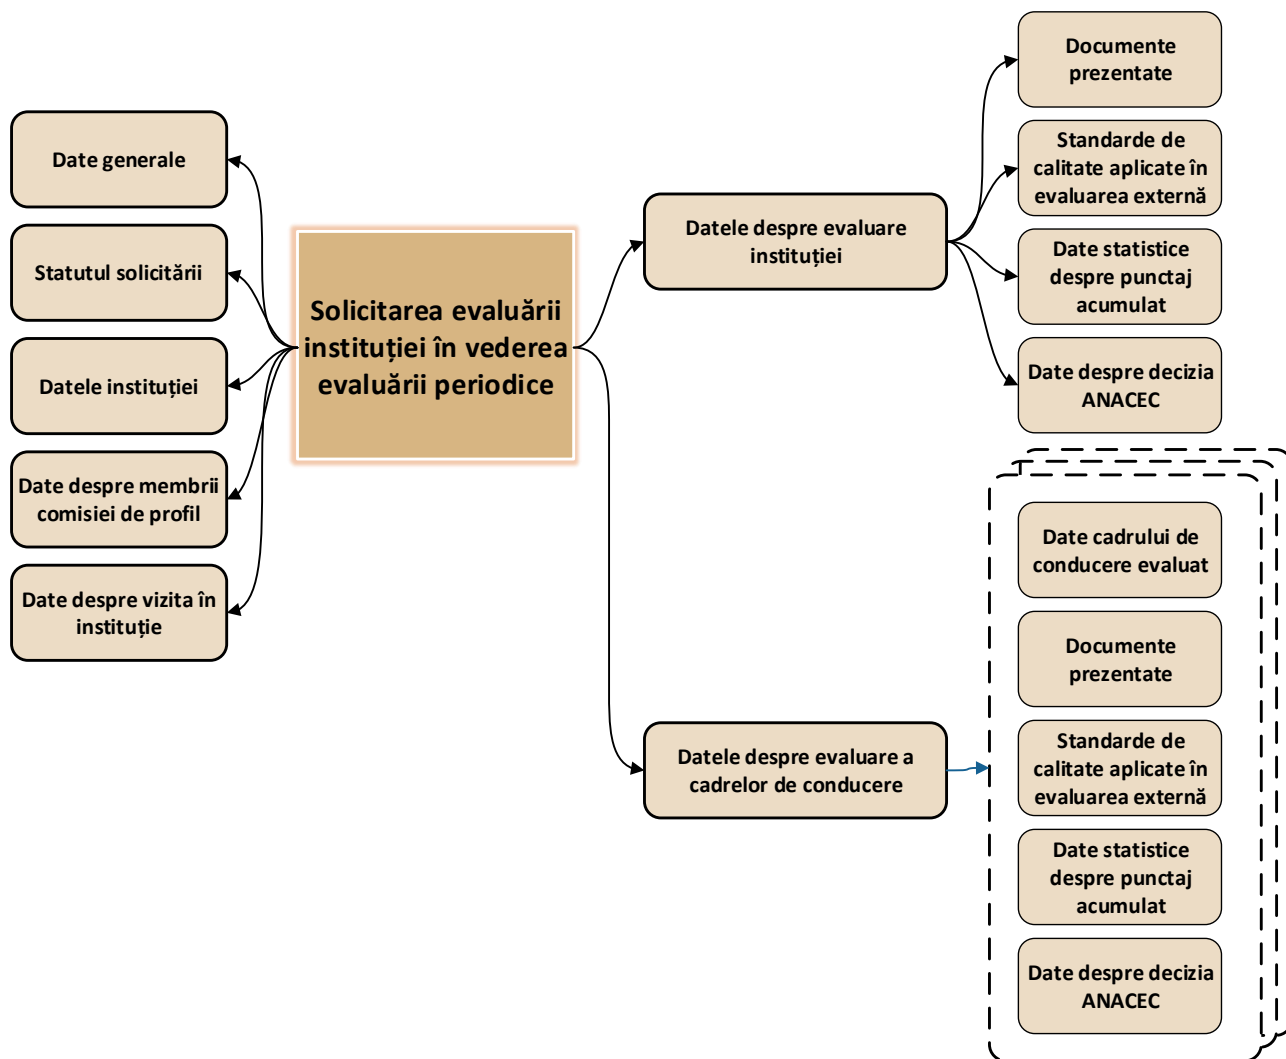 Date generale
Statutul solicitării
Datele instituției
Date despre membrii
comisiei de profil
Date despre vizita în
instituție
Solicitarea evaluării
instituției în vederea
evaluării periodice
Datele despre evaluare
instituției
Datele despre evaluare a
cadrelor de conducere
Documente
prezentate
Standarde de
calitate aplicate în
evaluarea externă
Date statistice
despre punctaj
acumulat
Date despre decizia
ANACEC
Date cadrului de
conducere evaluat
Documente
prezentate
Standarde de
calitate aplicate în
evaluarea externă
Date statistice
despre punctaj
acumulat
Date despre decizia
ANACEC